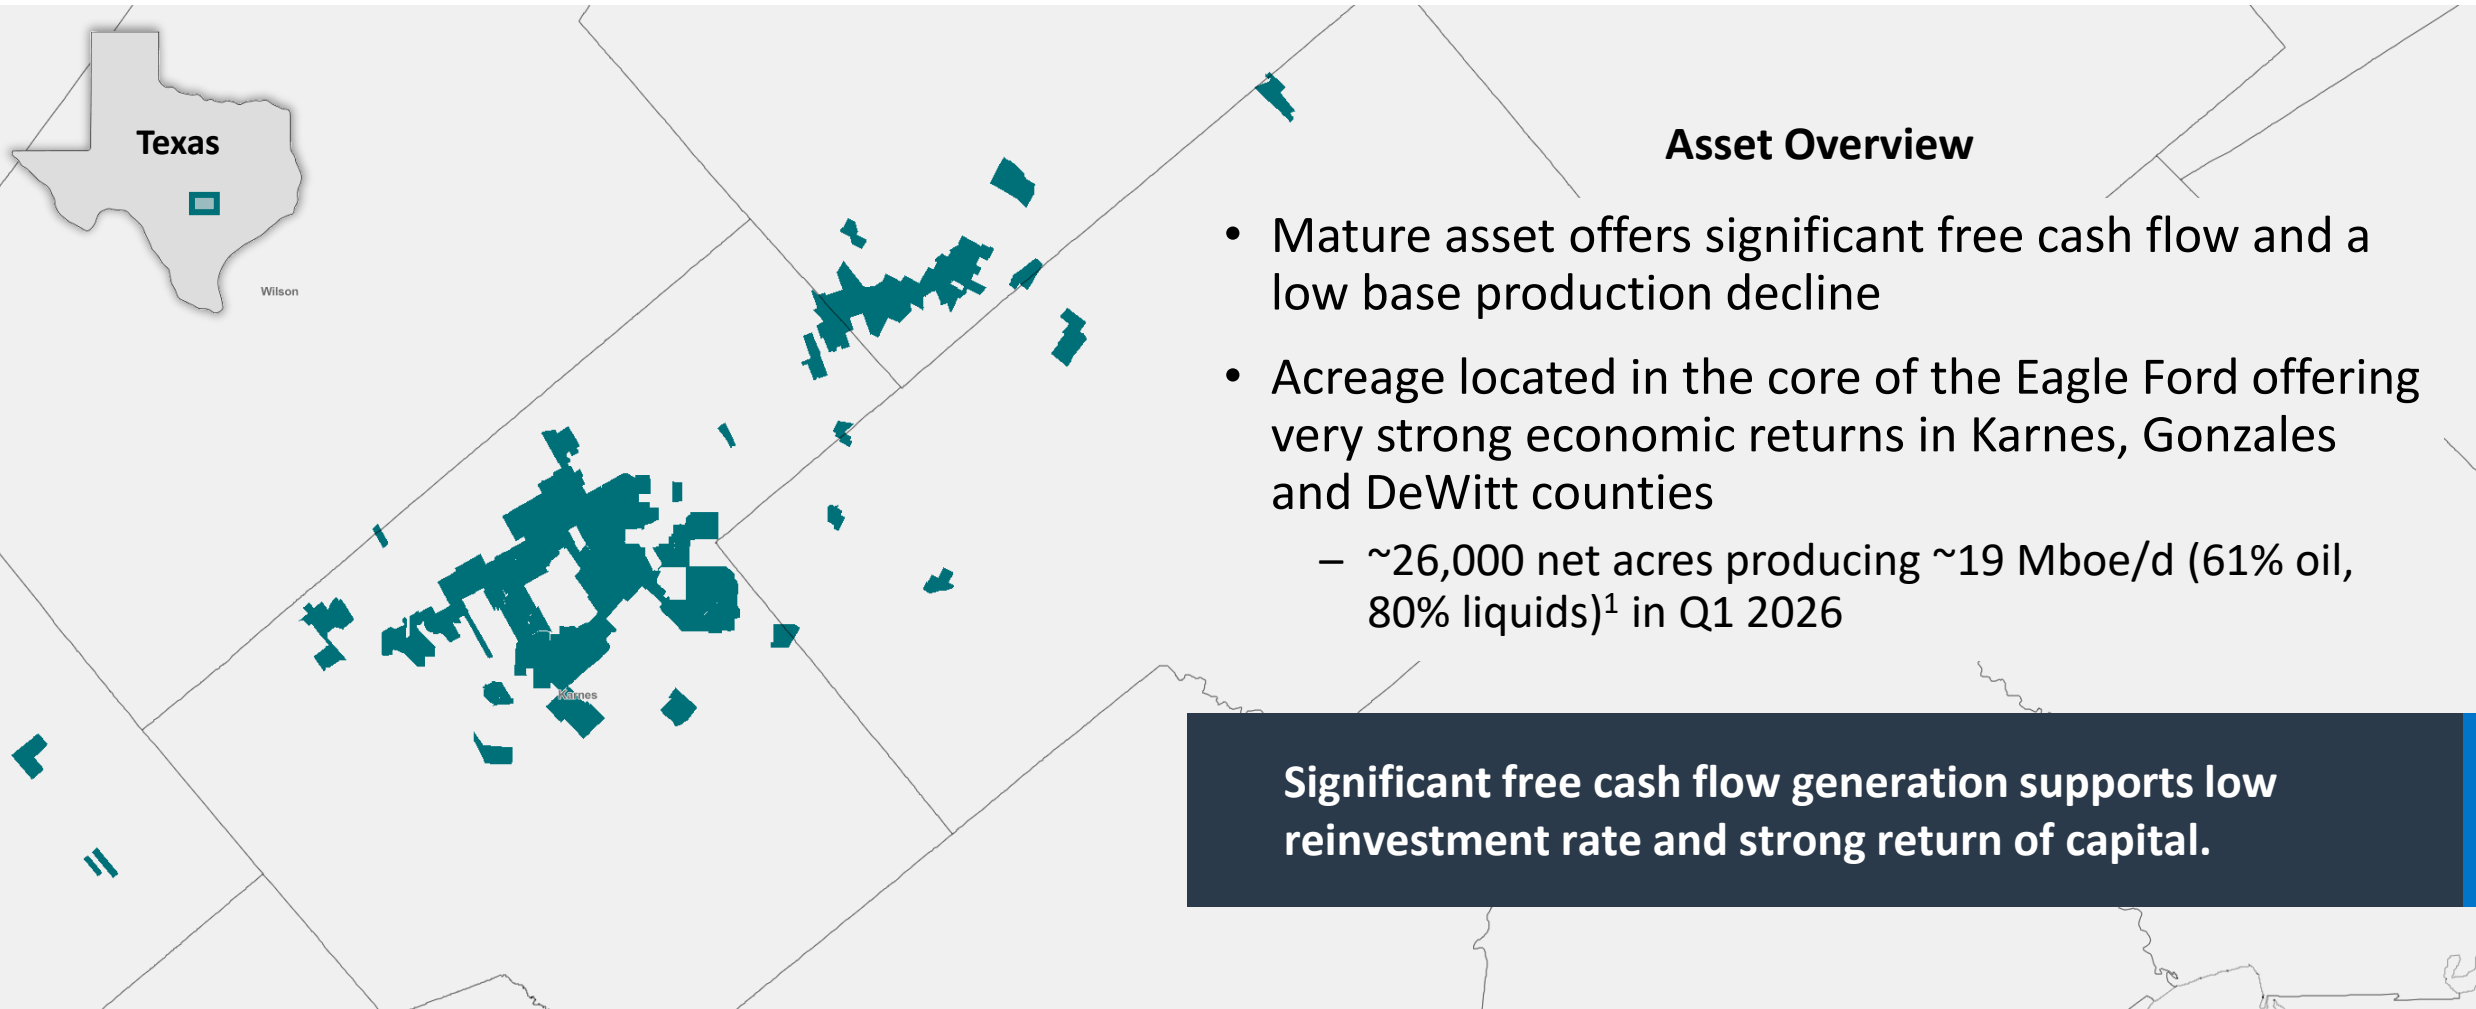 Texas
Wilson
Karnes
Asset Overview
• Mature asset offers significant free cash flow and a
low base production decline
• Acreage located in the core of the Eagle Ford offering
very strong economic returns in Karnes, Gonzales
and DeWitt counties
– ~26,000 net acres producing ~19 Mboe/d (61% oil,
80% liquids)¹ in Q1 2026
Significant free cash flow generation supports low
reinvestment rate and strong return of capital.